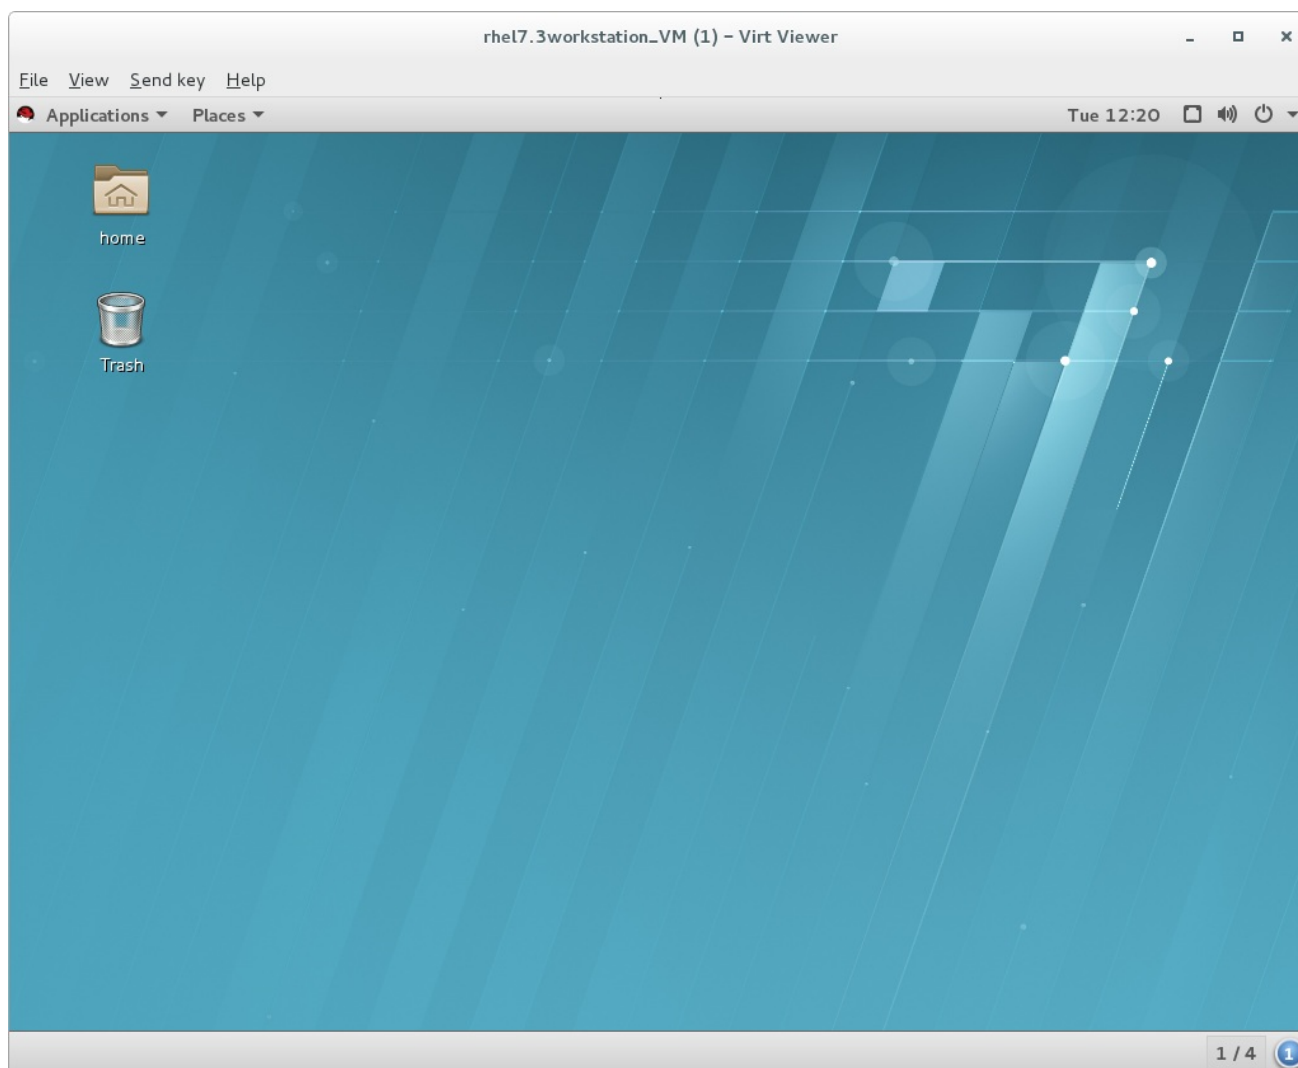 rhel7.3workstation_VM (1) – Virt Viewer
File View Send key Help
Applications Places Tue 12:20
home
Trash
1 / 4 1